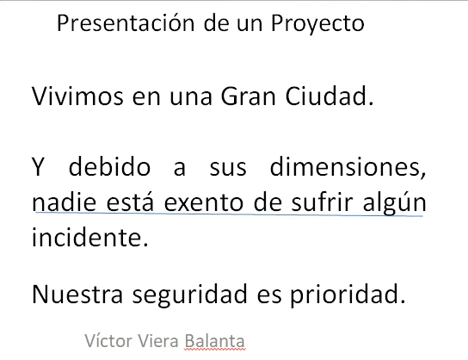 Presentación de un Proyecto
Vivimos en una Gran Ciudad.
Y debido a sus dimensiones,
nadie está exento de sufrir algún
incidente.
Nuestra seguridad es prioridad.
Víctor Viera Balanta